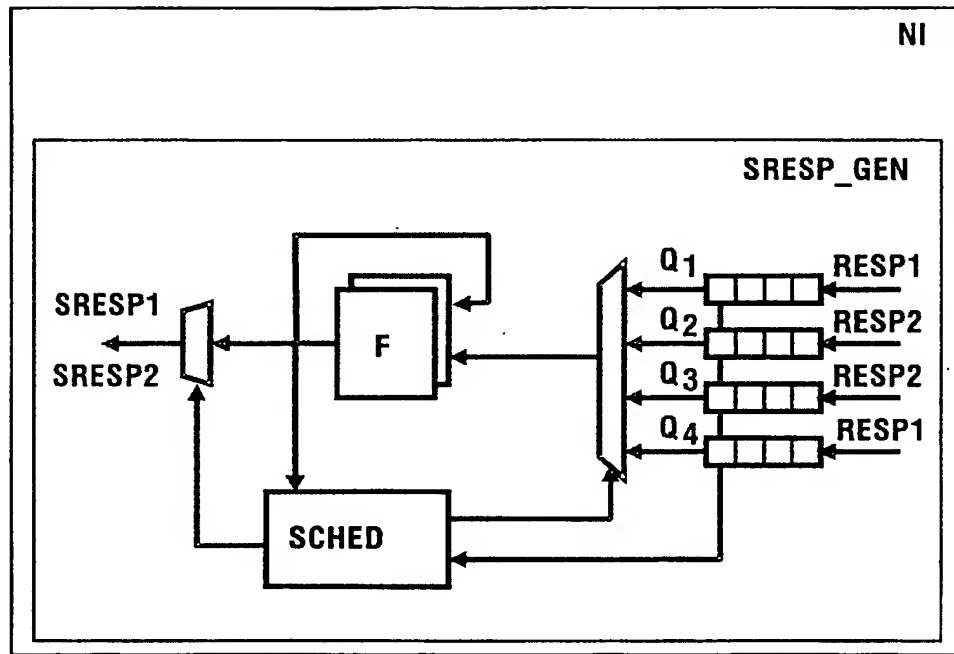 NI
SRESP_GEN
Q1
RESP1
SRESP1
Q2
RESP2
F
SRESP2
Q3
RESP2
Q4
RESP1
SCHED